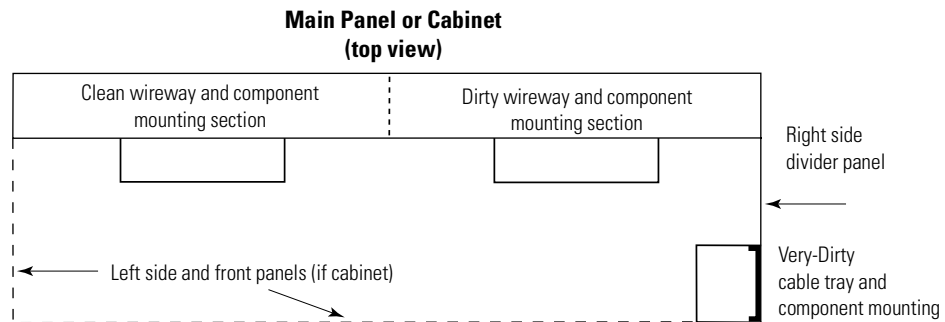 Main Panel or Cabinet
(top view)
Clean wireway and component
mounting section
Dirty wireway and component
mounting section
Right side
divider panel
Left side and front panels (if cabinet)
Very-Dirty
cable tray and
component mounting